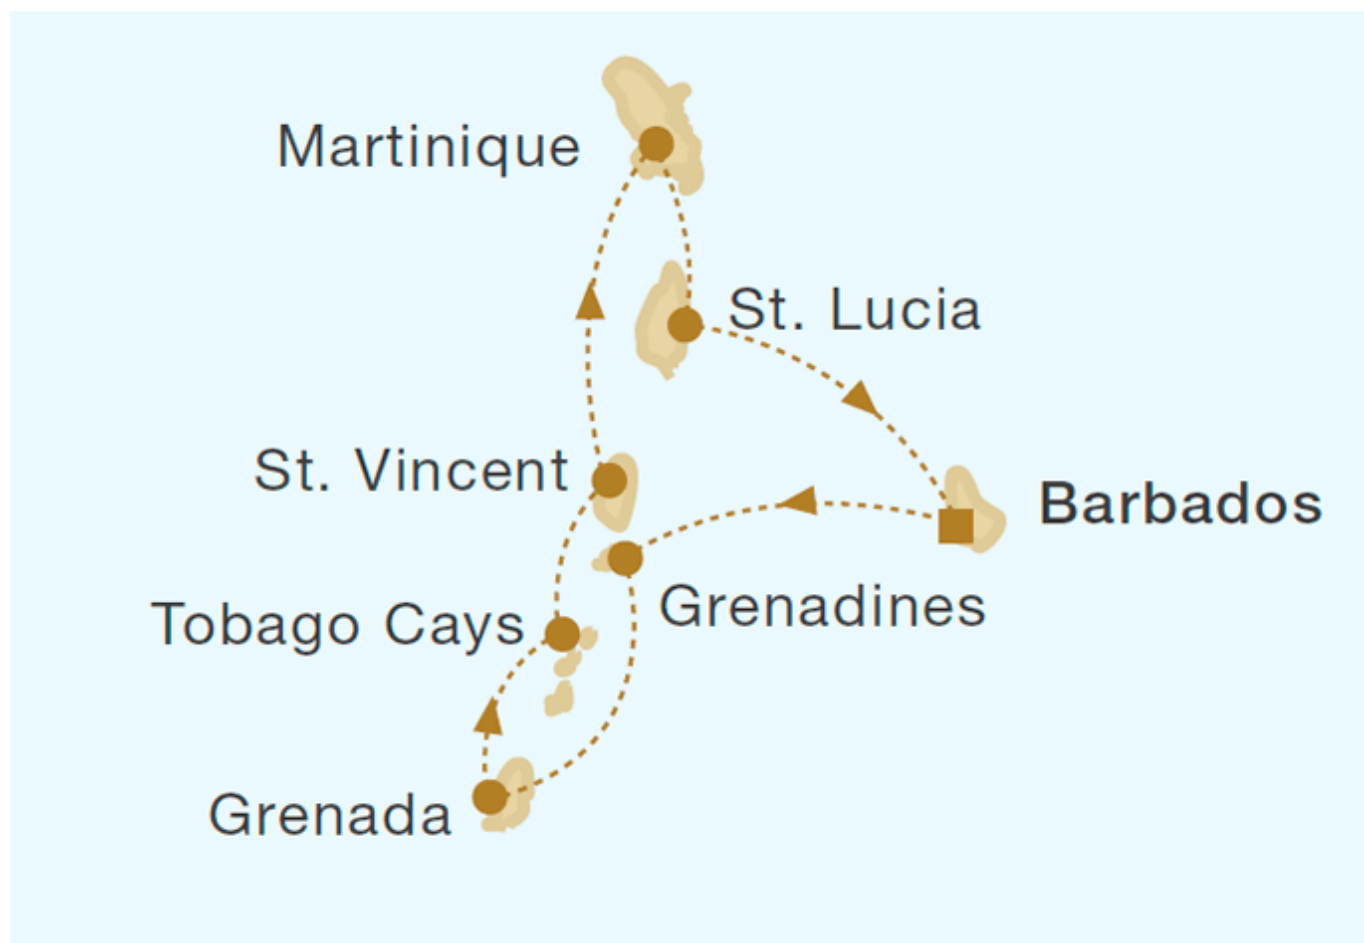 Martinique
St. Lucia
St. Vincent
Barbados
Grenadines
Tobago Cays
Grenada